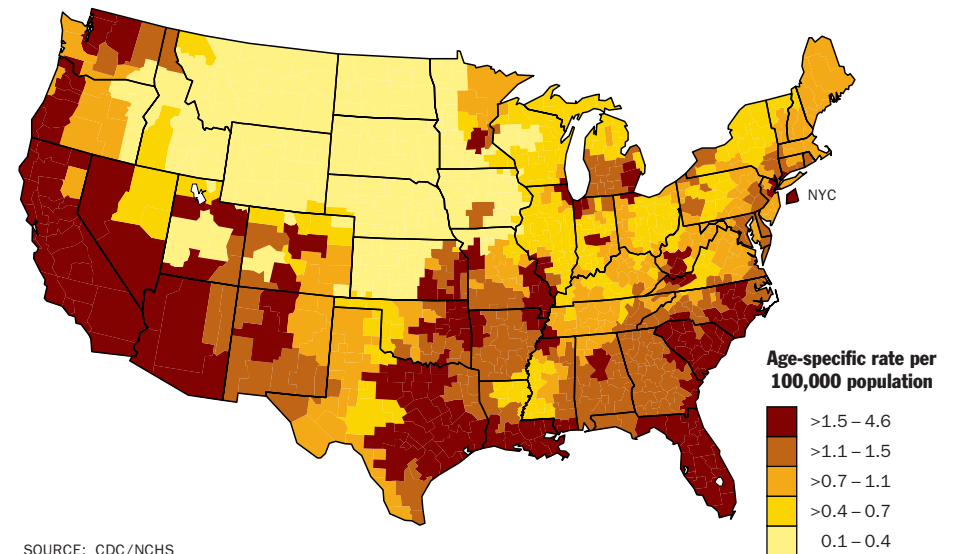 NYC
Age-specific rate per
100,000 population
>1.5 – 4.6
>1.1 – 1.5
>0.7 – 1.1
>0.4 – 0.7
0.1 – 0.4
SOURCE: CDC/NCHS